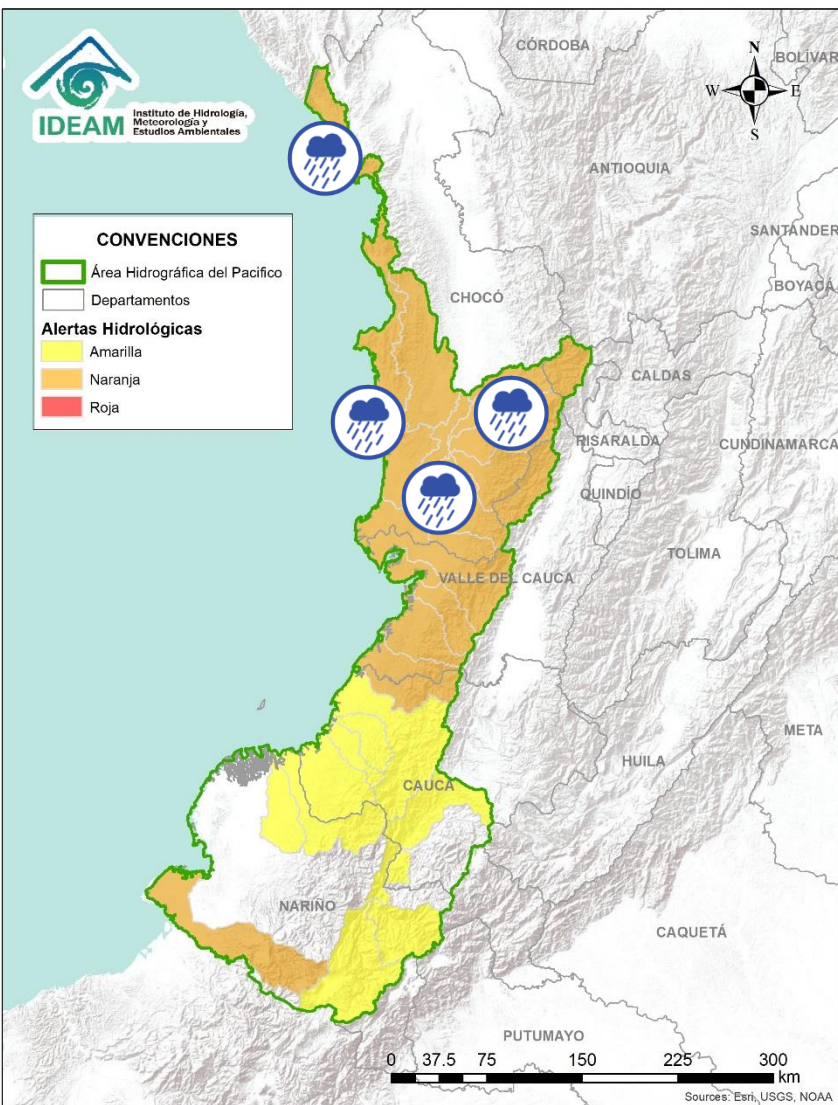 IDEAM
Instituto de Hidrología,
Meteorología y
Estudios Ambientales
N
W
E
S
CÓRDOBA
BOLÍVAR
ANTIOQUIA
SANTANDER
BOYACÁ
CONVENCIONES
Área Hidrográfica del Pacifico
Departamentos
Alertas Hidrológicas
Amarilla
Naranja
Roja
CHOCÓ
CALDAS
RISARALDA
CUNDINAMARCA
QUINDÍO
TOLIMA
VALLE DEL CAUCA
META
HUILA
CAUCA
NARIÑO
CAQUETÁ
PUTUMAYO
0 37.5 75 150 225 300
km
Sources: Esri, USGS, NOAA